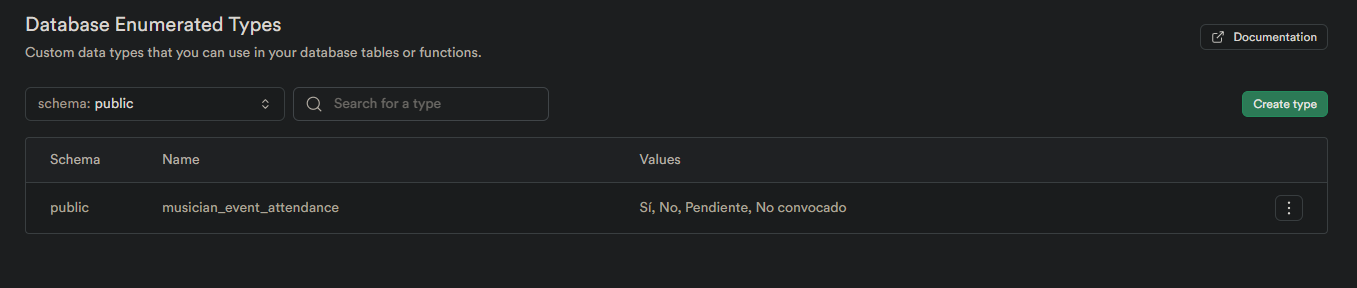 Database Enumerated Types
Custom data types that you can use in your database tables or functions.
Documentation
schema: public
Search for a type
Create type
Schema Name Values
public musician_event_attendance Sí, No, Pendiente, No convocado